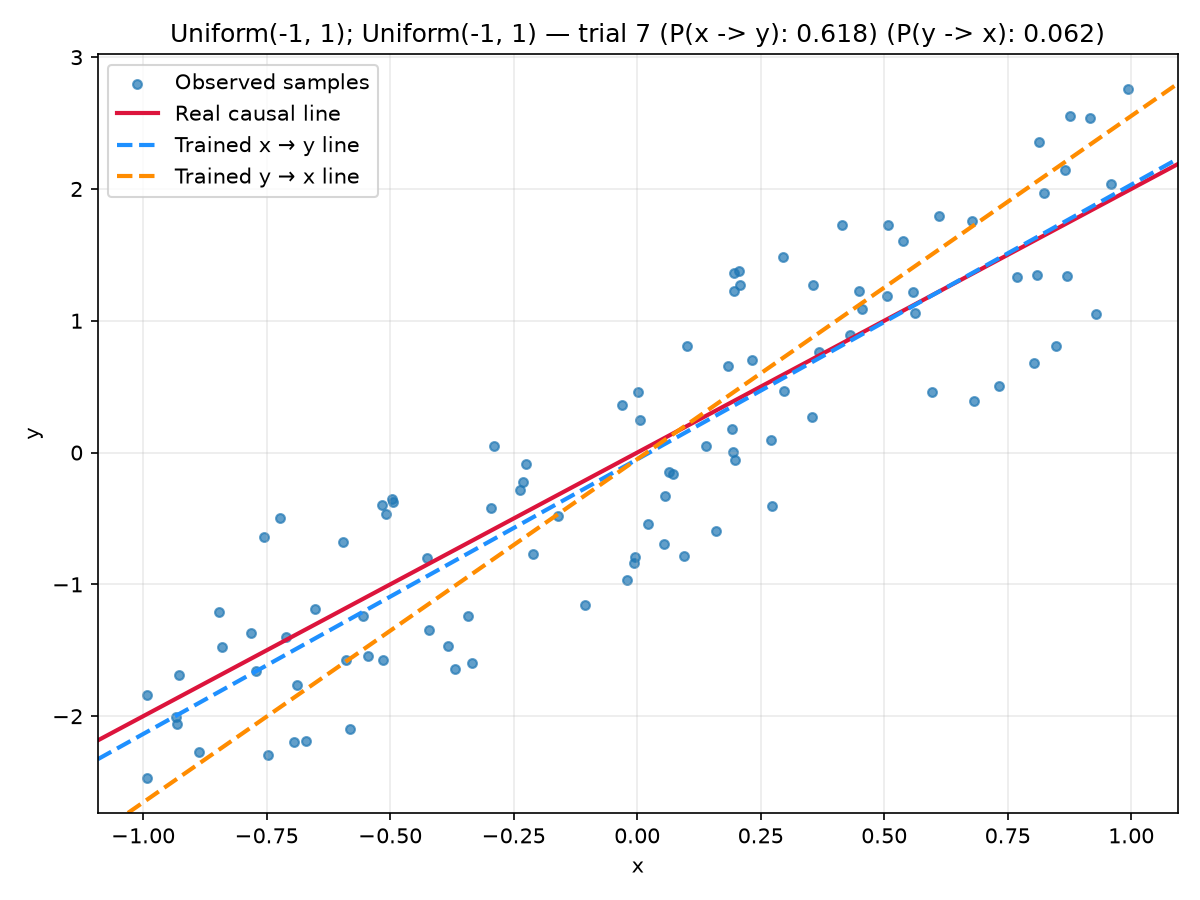 Uniform(-1, 1); Uniform(-1, 1) — trial 7 (P(x -> y): 0.618) (P(y -> x): 0.062)
Observed samples
Real causal line
Trained x → y line
Trained y → x line
3
2
1
0
−1
−2
y
−1.00
−0.75
−0.50
−0.25
0.00
0.25
0.50
0.75
1.00
x